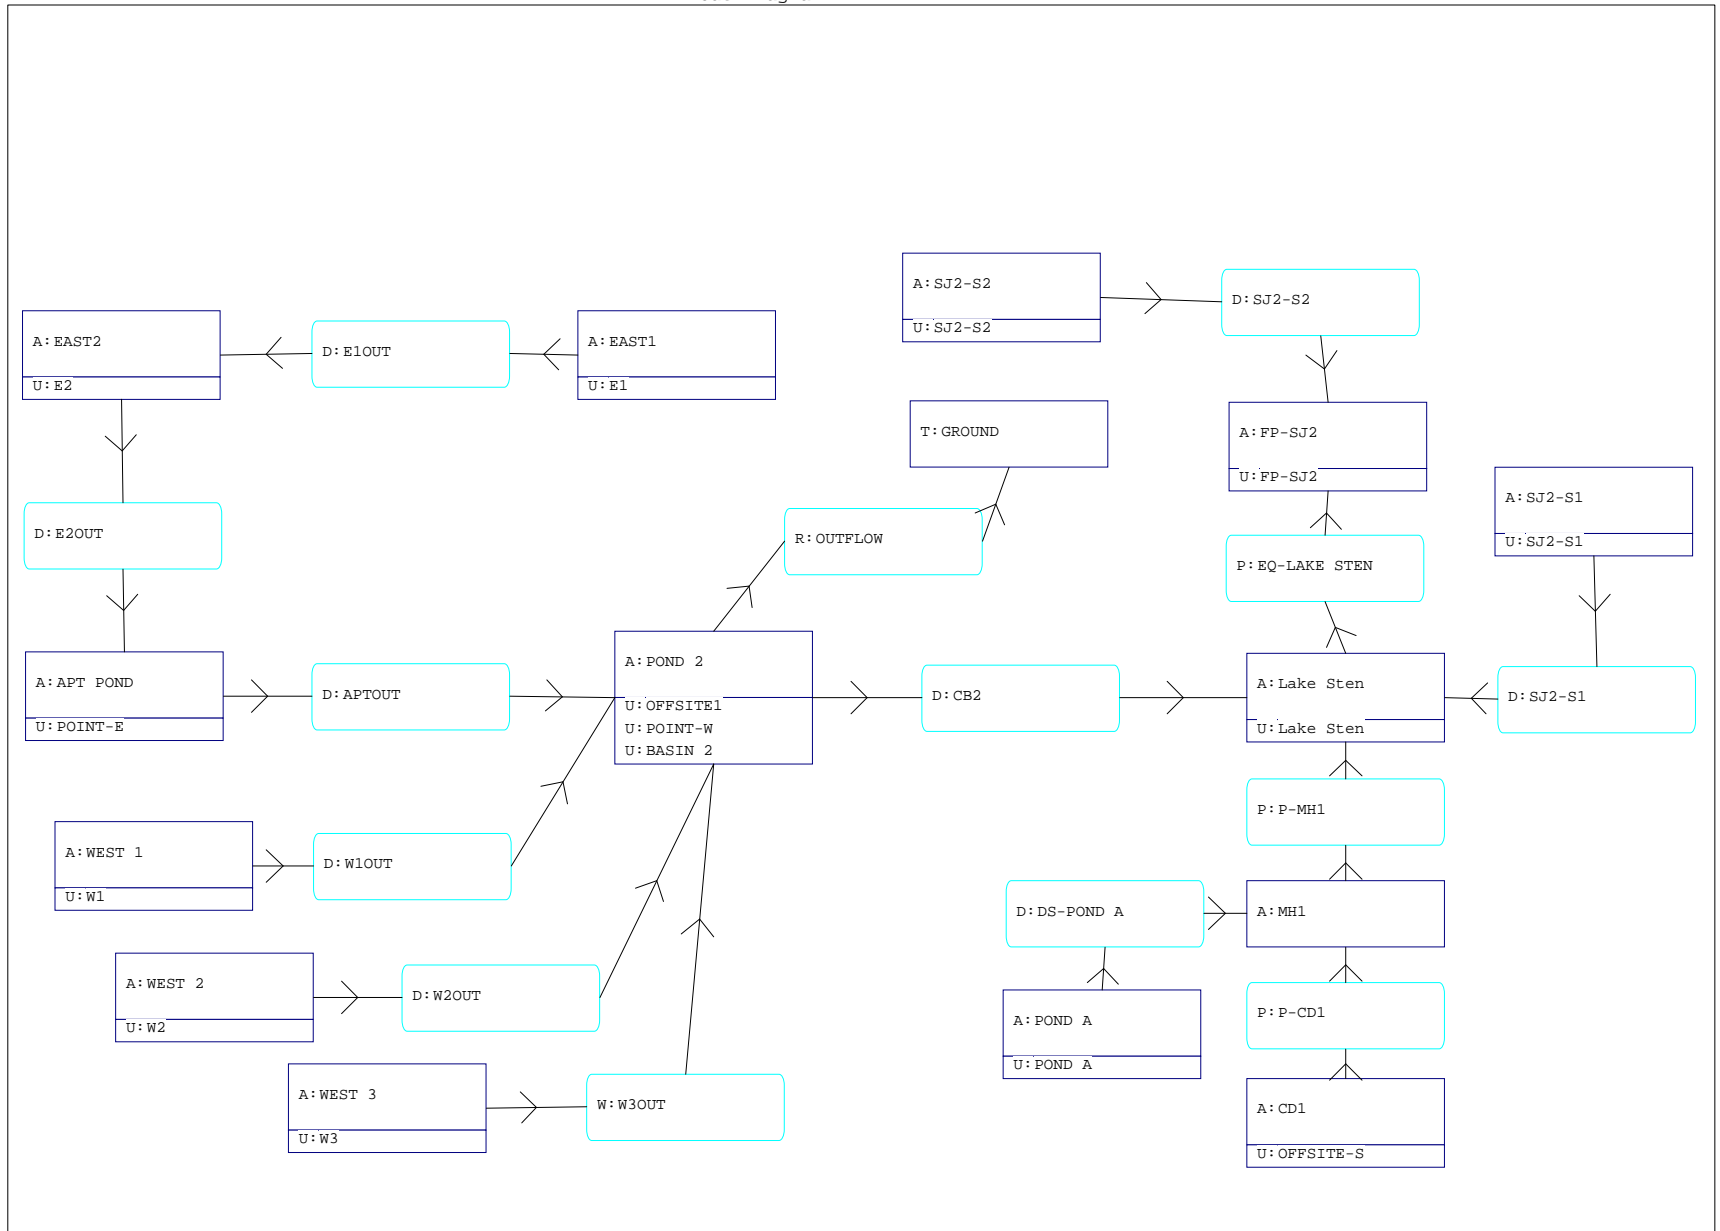 A:SJ2-S2
U:SJ2-S2
D:SJ2-S2
A:EAST2
U:E2
D:E1OUT
A:EAST1
U:E1
T:GROUND
A:FP-SJ2
U:FP-SJ2
A:SJ2-S1
U:SJ2-S1
D:E2OUT
R:OUTFLOW
P:EQ-LAKE STEN
A:APT POND
U:POINT-E
D:APTOUT
A:POND 2
U:OFFSITE1
U:POINT-W
U:BASIN 2
D:CB2
A:Lake Sten
U:Lake Sten
D:SJ2-S1
P:P-MH1
A:WEST 1
U:W1
D:W1OUT
D:DS-POND A
A:MH1
A:WEST 2
U:W2
D:W2OUT
A:POND A
U:POND A
P:P-CD1
A:WEST 3
U:W3
W:W3OUT
A:CD1
U:OFFSITE-S